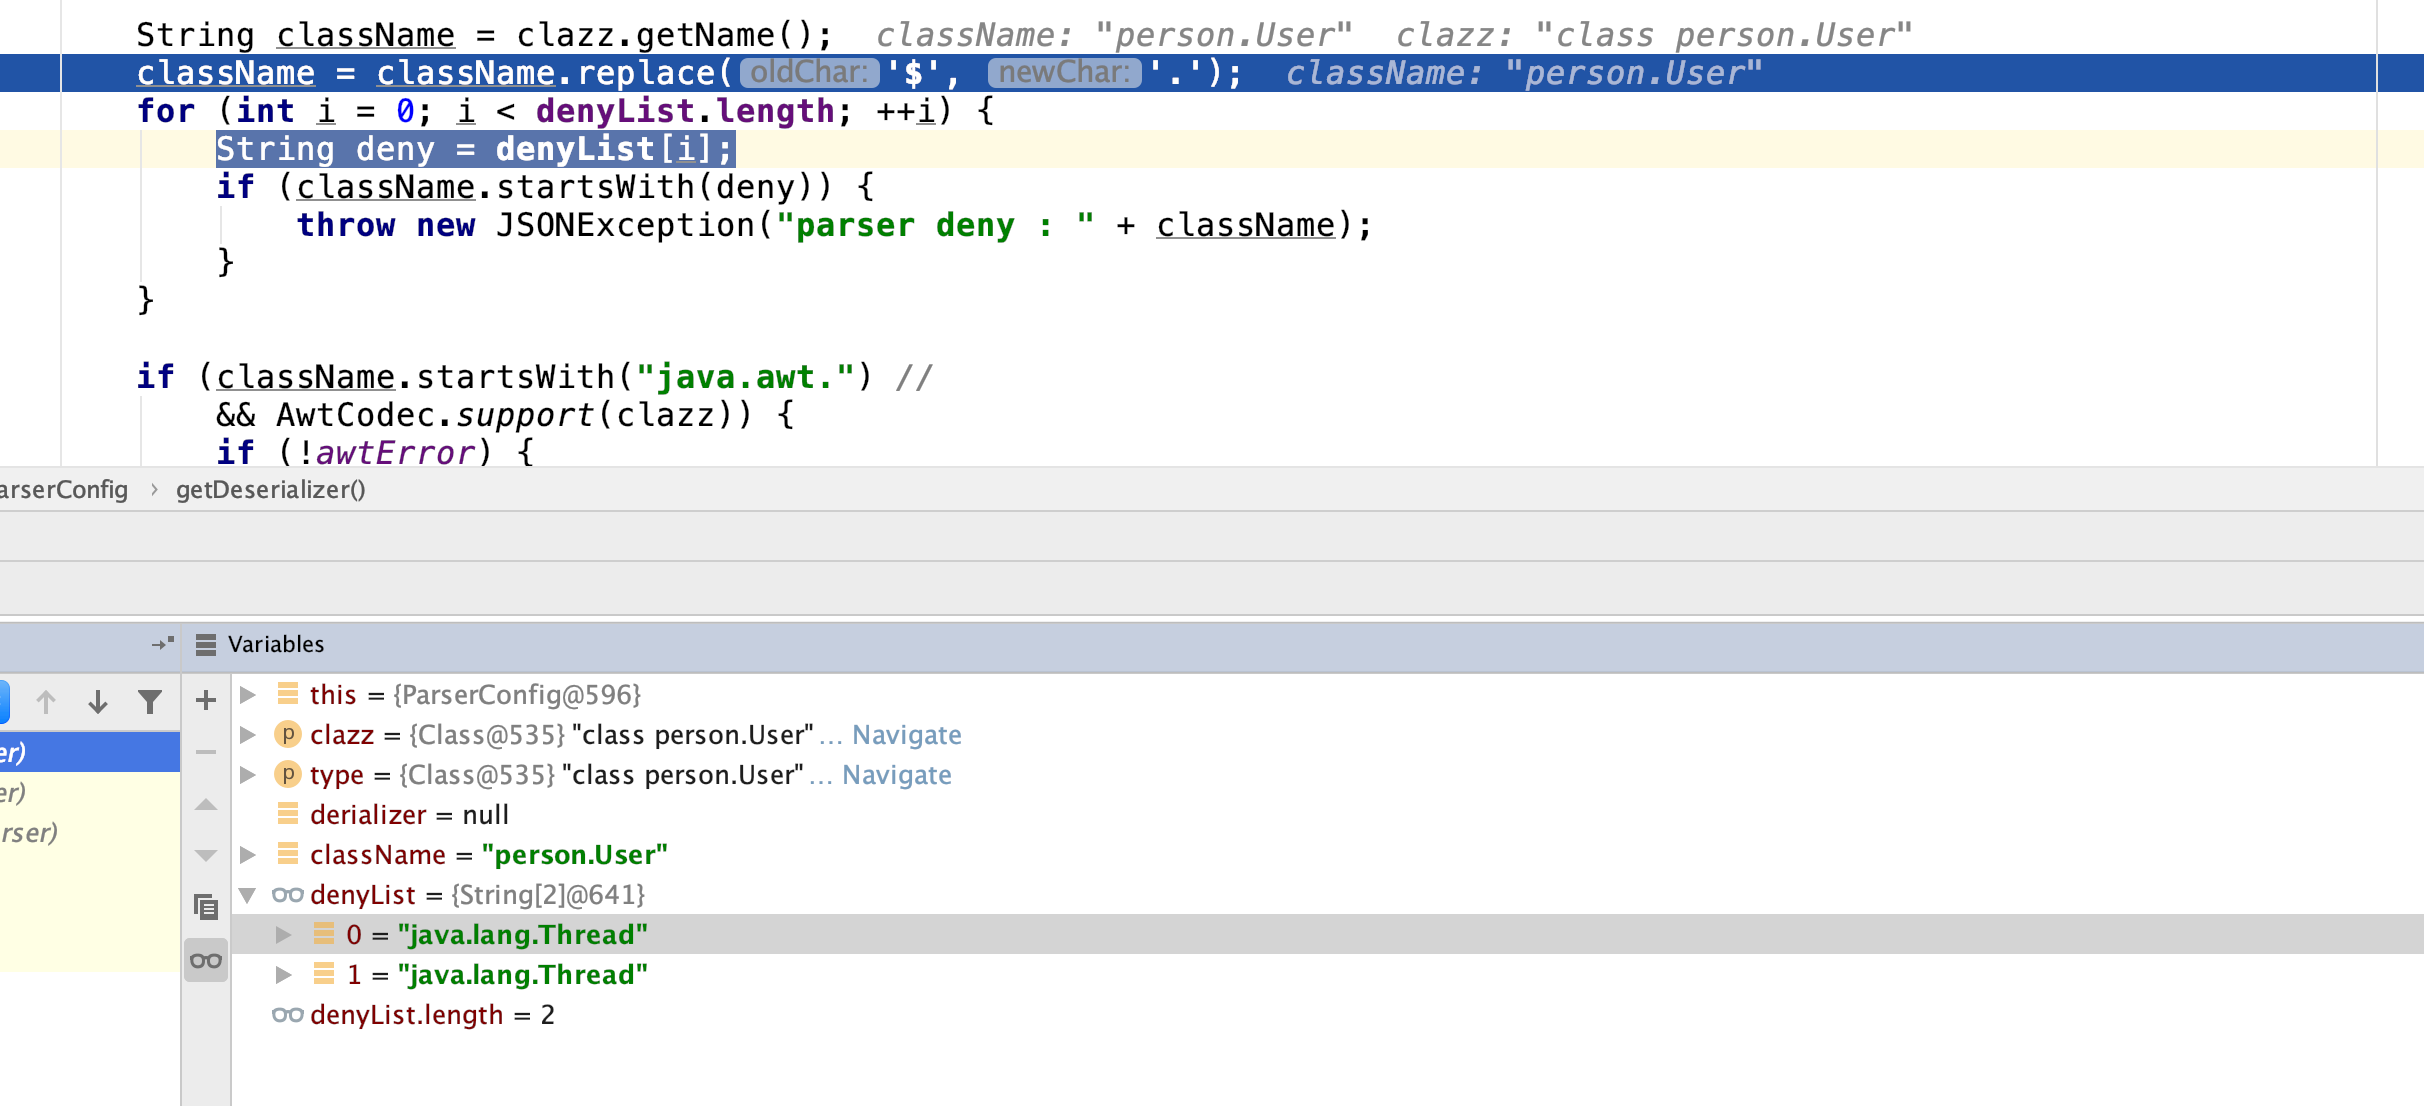 String className = clazz.getName();  className: "person.User"  clazz: "class person.User"
className = className.replace( oldChar: '$', newChar: '.');  className: "person.User"
for (int i = 0; i < denyList.length; ++i) {
String deny = denyList[i];
if (className.startsWith(deny)) {
throw new JSONException("parser deny : " + className);
}
}
if (className.startsWith("java.awt.") //
&& AwtCodec.support(clazz)) {
if (!awtError) {
arserConfig › getDeserializer()
Variables
this = {ParserConfig@596}
clazz = {Class@535} "class person.User" ... Navigate
er)
type = {Class@535} "class person.User" ... Navigate
er)
derializer = null
rser)
className = "person.User"
denyList = {String[2]@641}
0 = "java.lang.Thread"
1 = "java.lang.Thread"
denyList.length = 2